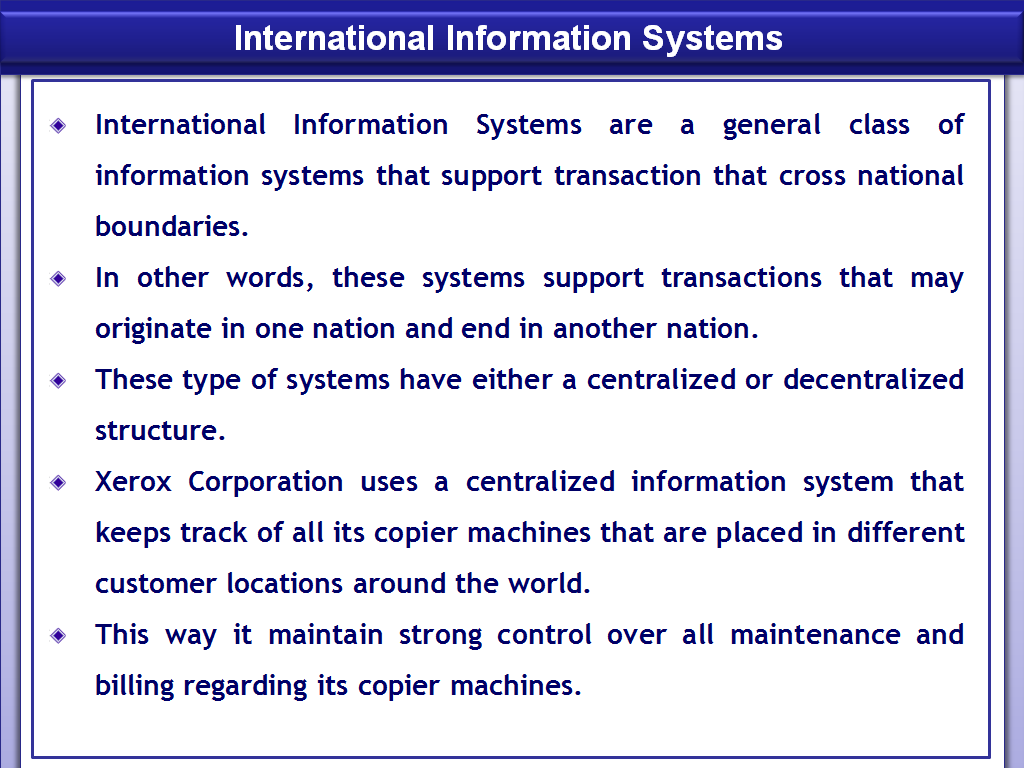 International Information Systems
International Information Systems are a general class of
information systems that support transaction that cross national
boundaries.
In other words, these systems support transactions that may
originate in one nation and end in another nation.
These type of systems have either a centralized or decentralized
structure.
Xerox Corporation uses a centralized information system that
keeps track of all its copier machines that are placed in different
customer locations around the world.
This way it maintain strong control over all maintenance and
billing regarding its copier machines.